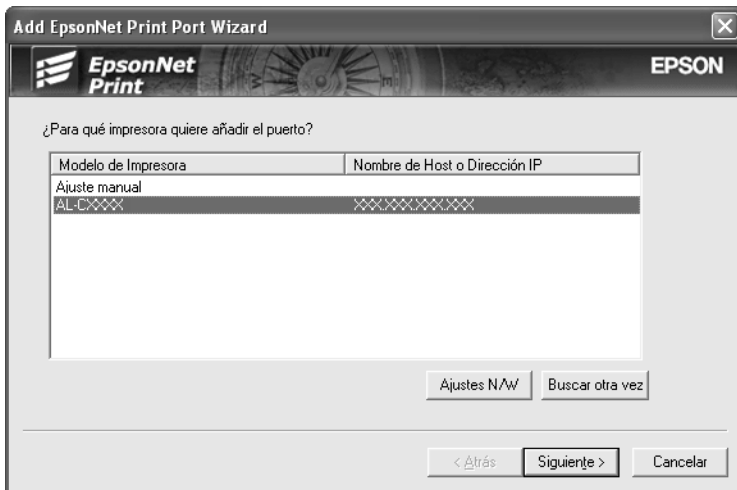 Add EpsonNet Print Port Wizard
EpsonNet
Print
EPSON
¿Para qué impresora quiere añadir el puerto?
Modelo de Impresora Nombre de Host o Dirección IP
Ajuste manual
AL-CXXXX XXX.XXX.XXX.XXX
Ajustes N/W Buscar otra vez
< Atrás Siguiente > Cancelar